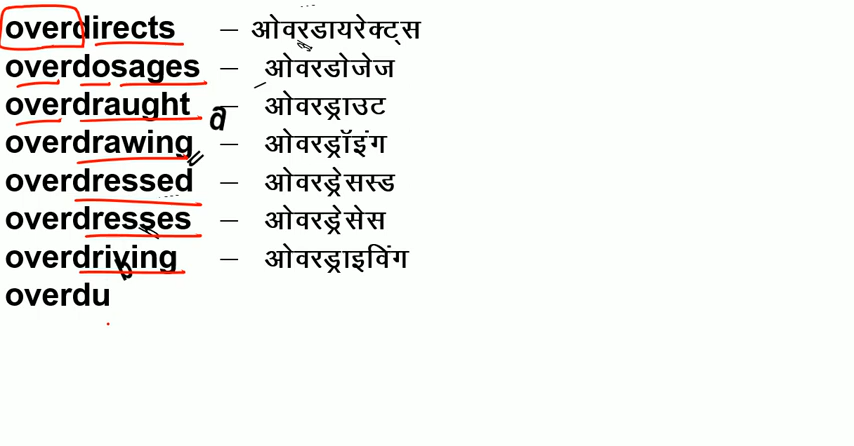 overdirects – ओवरडायरेक्ट्स
overdosages – ओवरडोजेज
overdraught – ओवरड्राउट
overdrawing – ओवरड्रॉइंग
overdressed – ओवरड्रेसस्ड
overdresses – ओवरड्रेसेस
overdriving – ओवरड्राइविंग
overdu